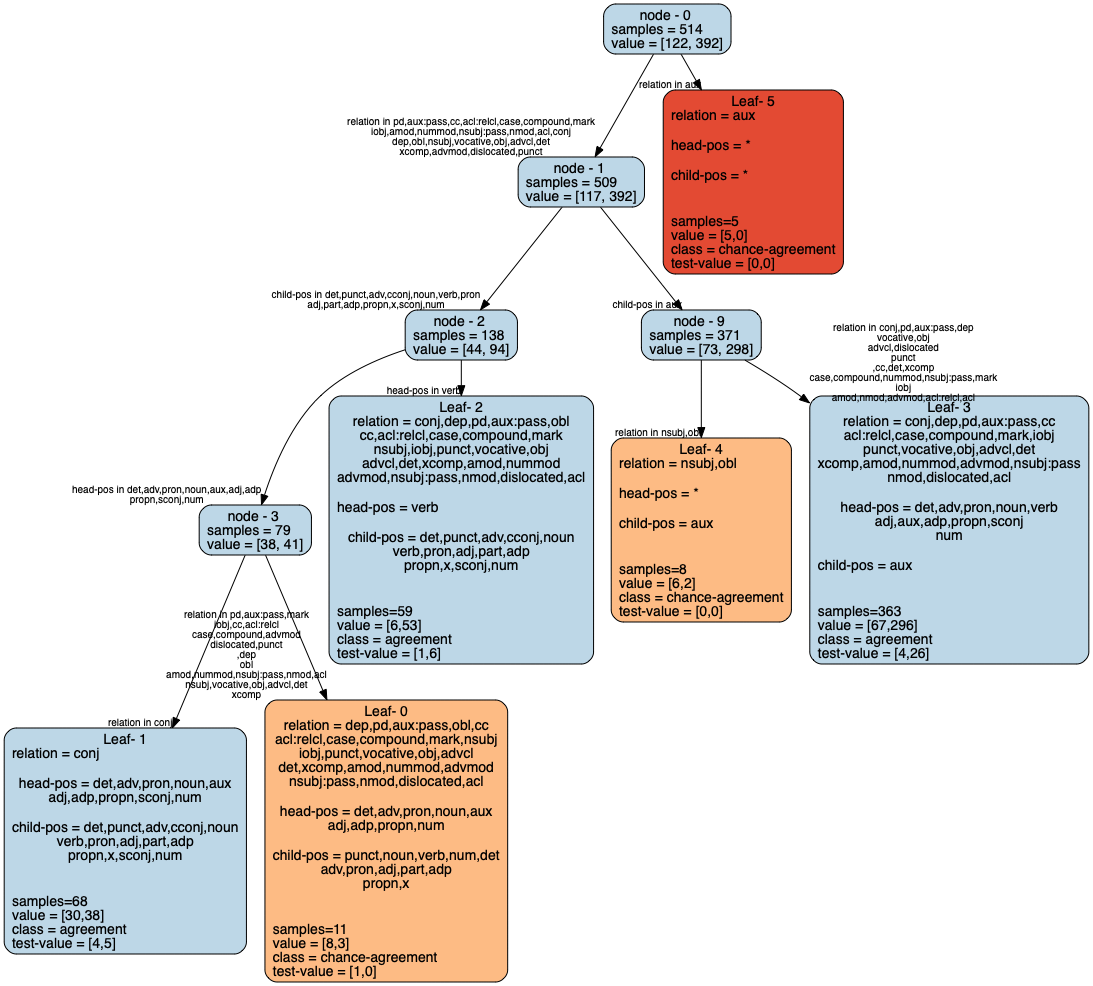 node - 0
samples = 514
value = [122, 392]
relation in aux
Leaf- 5
relation = aux
head-pos = *
child-pos = *
samples=5
value = [5,0]
class = chance-agreement
test-value = [0,0]
relation in pd,aux:pass,cc,acl:relcl,case,compound,mark
iobj,amod,nummod,nsubj:pass,nmod,acl,conj
dep,obl,nsubj,vocative,obj,advcl,det
xcomp,advmod,dislocated,punct
node - 1
samples = 509
value = [117, 392]
child-pos in det,punct,adv,cconj,noun,verb,pron
adj,part,adp,propn,x,sconj,num
node - 2
samples = 138
value = [44, 94]
child-pos in aux
node - 9
samples = 371
value = [73, 298]
relation in conj,pd,aux:pass,dep
vocative,obj
advcl,dislocated
punct
,cc,det,xcomp
case,compound,nummod,nsubj:pass,mark
iobj
amod,nmod,advmod,acl:relcl,acl
head-pos in verb
Leaf- 2
relation = conj,dep,pd,aux:pass,obl
cc,acl:relcl,case,compound,mark
nsubj,iobj,punct,vocative,obj
advcl,det,xcomp,amod,nummod
advmod,nsubj:pass,nmod,dislocated,acl
head-pos = verb
child-pos = det,punct,adv,cconj,noun
verb,pron,adj,part,adp
propn,x,sconj,num
samples=59
value = [6,53]
class = agreement
test-value = [1,6]
relation in nsubj,obl
Leaf- 4
relation = nsubj,obl
head-pos = *
child-pos = aux
samples=8
value = [6,2]
class = chance-agreement
test-value = [0,0]
Leaf- 3
relation = conj,dep,pd,aux:pass,cc
acl:relcl,case,compound,mark,iobj
punct,vocative,obj,advcl,det
xcomp,amod,nummod,advmod,nsubj:pass
nmod,dislocated,acl
head-pos = det,adv,pron,noun,verb
adj,aux,adp,propn,sconj
num
child-pos = aux
samples=363
value = [67,296]
class = agreement
test-value = [4,26]
head-pos in det,adv,pron,noun,aux,adj,adp
propn,sconj,num
node - 3
samples = 79
value = [38, 41]
relation in pd,aux:pass,mark
iobj,cc,acl:relcl
case,compound,advmod
dislocated,punct
,dep
obl
amod,nummod,nsubj:pass,nmod,acl
nsubj,vocative,obj,advcl,det
xcomp
relation in conj
Leaf- 1
relation = conj
head-pos = det,adv,pron,noun,aux
adj,adp,propn,sconj,num
child-pos = det,punct,adv,cconj,noun
verb,pron,adj,part,adp
propn,x,sconj,num
samples=68
value = [30,38]
class = agreement
test-value = [4,5]
Leaf- 0
relation = dep,pd,aux:pass,obl,cc
acl:relcl,case,compound,mark,nsubj
iobj,punct,vocative,obj,advcl
det,xcomp,amod,nummod,advmod
nsubj:pass,nmod,dislocated,acl
head-pos = det,adv,pron,noun,aux
adj,adp,propn,num
child-pos = punct,noun,verb,num,det
adv,pron,adj,part,adp
propn,x
samples=11
value = [8,3]
class = chance-agreement
test-value = [1,0]